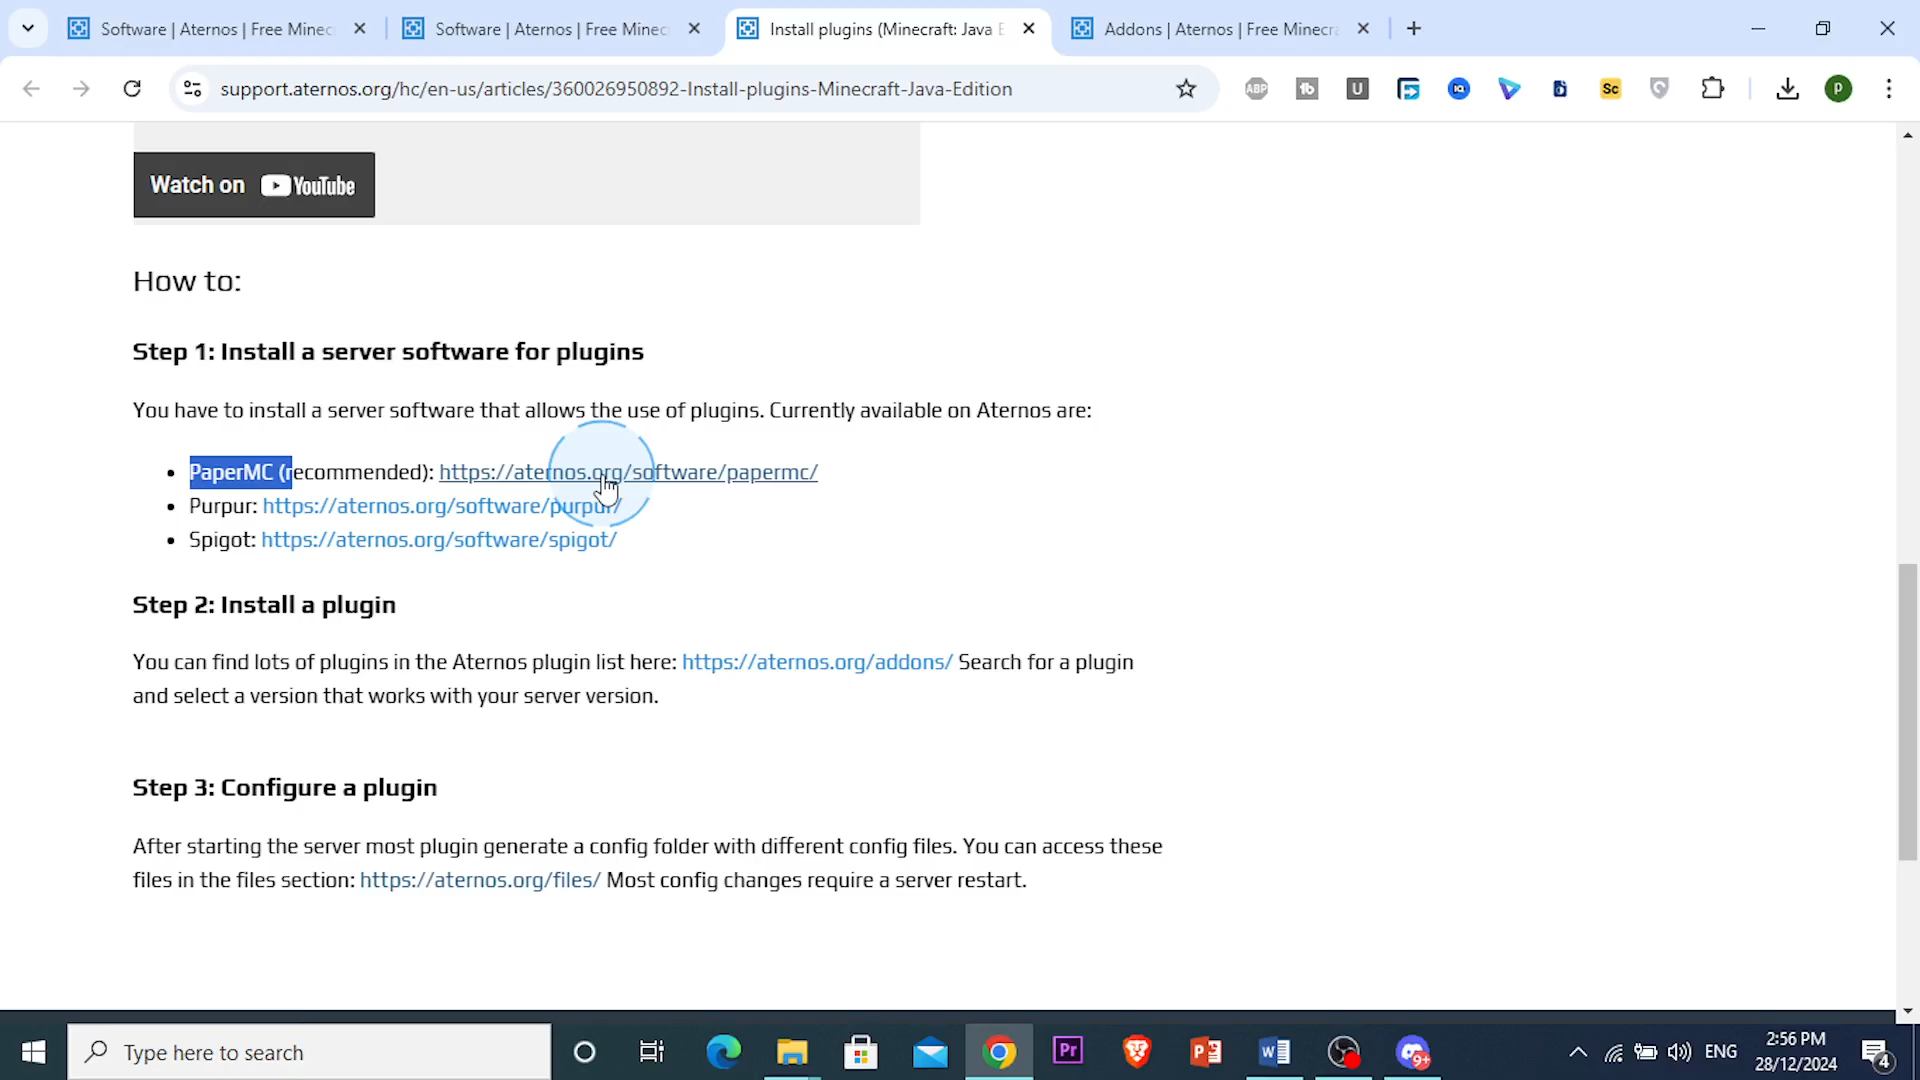 Software | Aternos | Free Minec
Software | Aternos | Free Minec
Install plugins (Minecraft: Java E
Addons | Aternos | Free Minecra
support.aternos.org/hc/en-us/articles/360026950892-Install-plugins-Minecraft-Java-Edition
ABP
tb
U
IQ
Sc
P
Watch on YouTube
How to:
Step 1: Install a server software for plugins
You have to install a server software that allows the use of plugins. Currently available on Aternos are:
• PaperMC (recommended): https://aternos.org/software/papermc/
• Purpur: https://aternos.org/software/purpur/
• Spigot: https://aternos.org/software/spigot/
Step 2: Install a plugin
You can find lots of plugins in the Aternos plugin list here: https://aternos.org/addons/ Search for a plugin
and select a version that works with your server version.
Step 3: Configure a plugin
After starting the server most plugin generate a config folder with different config files. You can access these
files in the files section: https://aternos.org/files/ Most config changes require a server restart.
Type here to search
Pr
P
W
9+
ENG
2:56 PM
28/12/2024
4